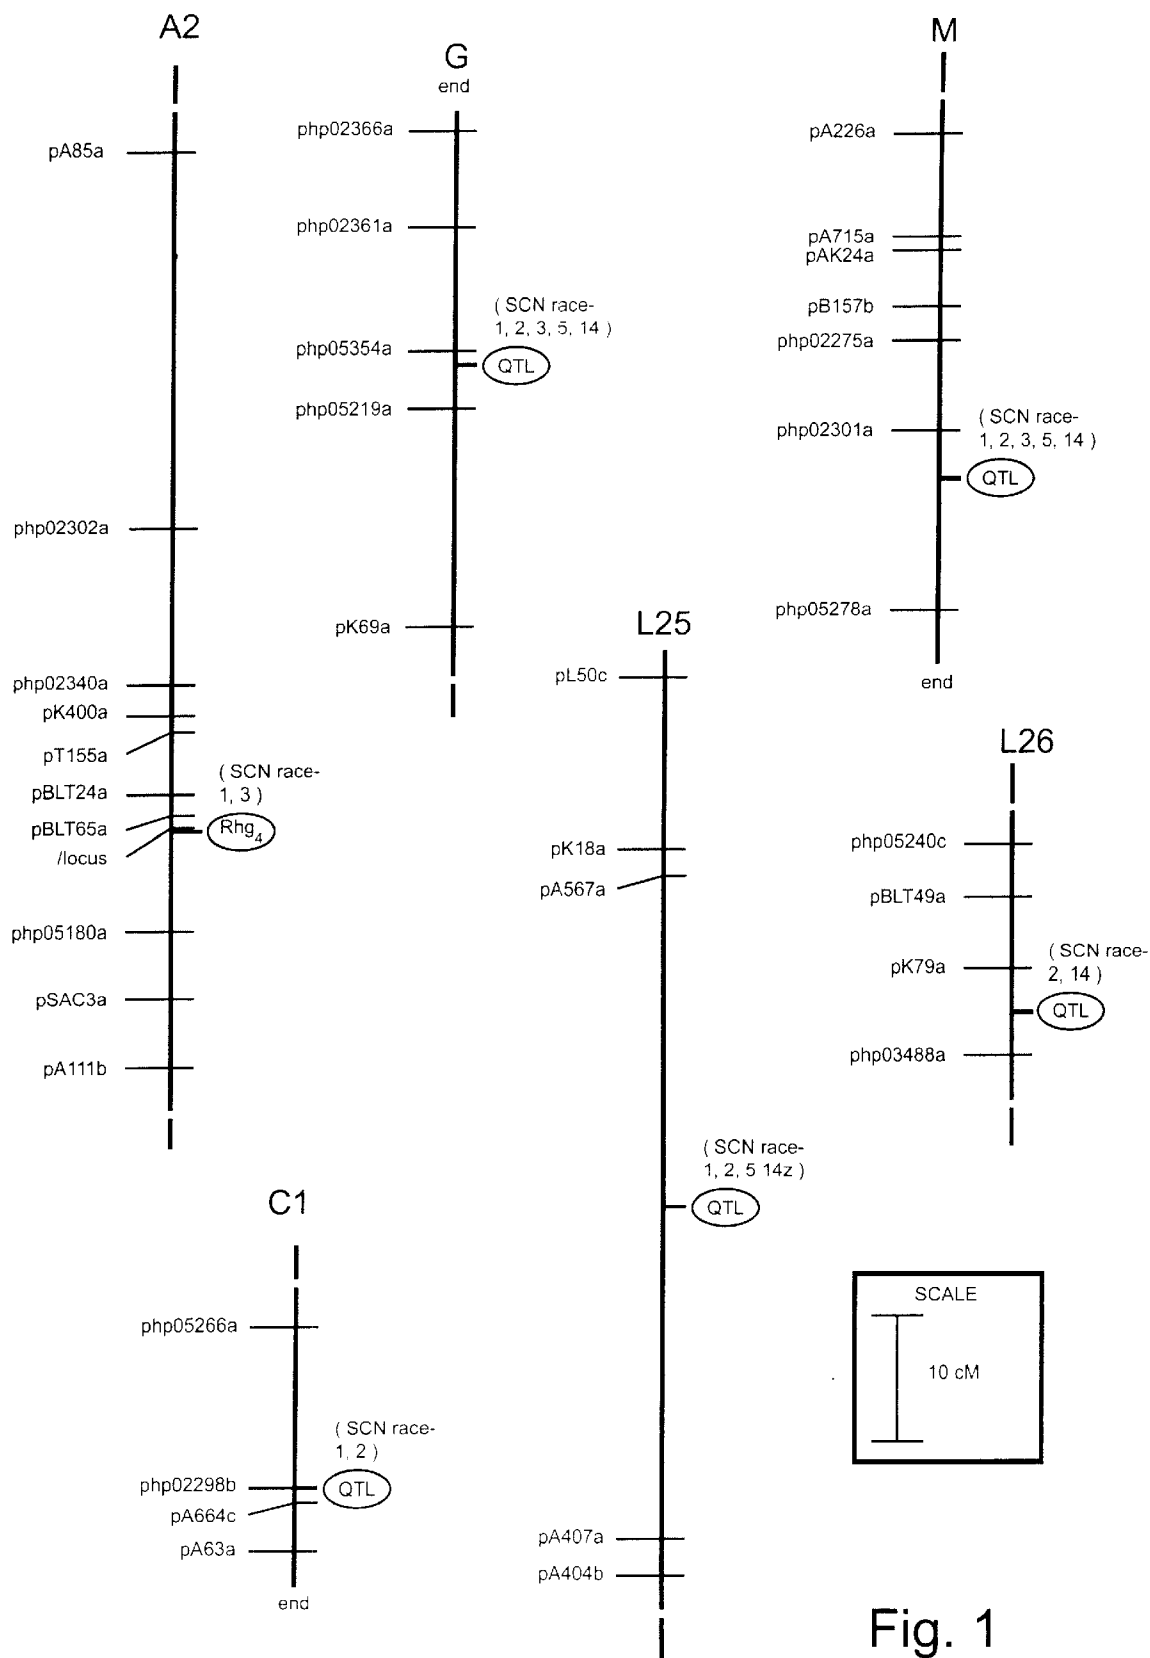 A2
pA85a
php02302a
php02340a
pK400a
pT155a
pBLT24a
pBLT65a
/locus
php05180a
pSAC3a
pA111b
( SCN race-
1, 3 )
Rhg4
G
end
php02366a
php02361a
php05354a
php05219a
pK69a
( SCN race-
1, 2, 3, 5, 14 )
QTL
M
pA226a
pA715a
pAK24a
pB157b
php02275a
php02301a
php05278a
end
( SCN race-
1, 2, 3, 5, 14 )
QTL
L25
pL50c
pK18a
pA567a
pA407a
pA404b
( SCN race-
1, 2, 5 14z )
QTL
L26
php05240c
pBLT49a
pK79a
php03488a
( SCN race-
2, 14 )
QTL
C1
php05266a
php02298b
pA664c
pA63a
end
( SCN race-
1, 2 )
QTL
SCALE
10 cM
Fig. 1